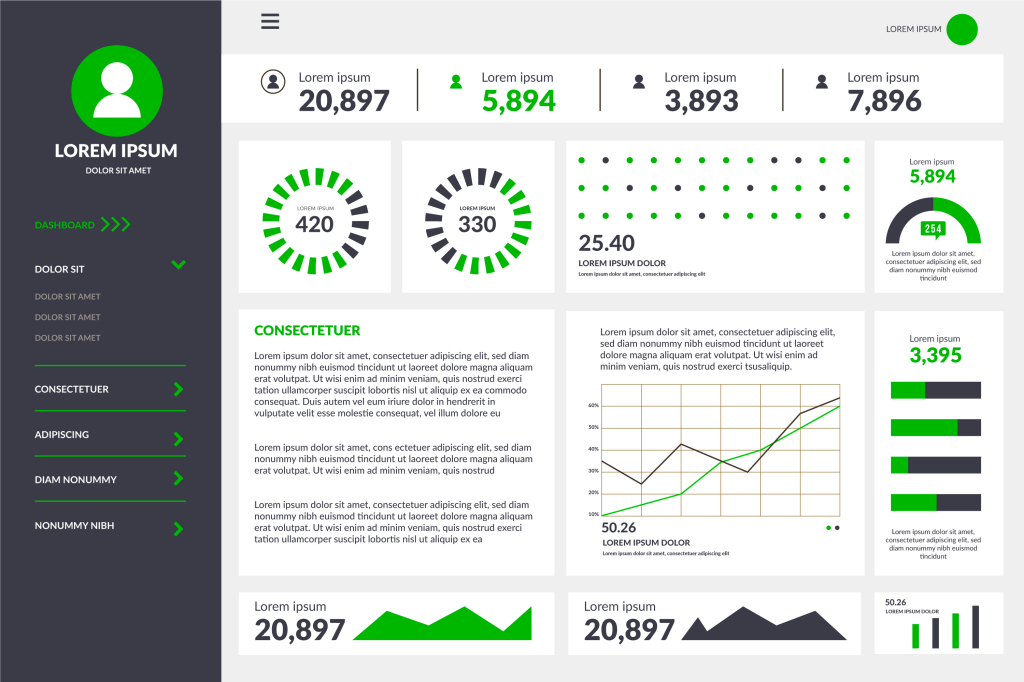 LOREM IPSUM
DOLOR SIT AMET
DASHBOARD
DOLOR SIT
DOLOR SIT AMET
DOLOR SIT AMET
DOLOR SIT AMET
CONSECTETUER
ADIPISCING
DIAM NONUMMY
NONUMMY NIBH
LOREM IPSUM
Lorem ipsum
20,897
Lorem ipsum
5,894
Lorem ipsum
3,893
Lorem ipsum
7,896
LOREM IPSUM
420
LOREM IPSUM
330
25.40
LOREM IPSUM DOLOR
Lorem ipsum dolor sit amet, consectetuer adipiscing elit
Lorem ipsum
5,894
254
Lorem ipsum dolor sit amet,
consectetuer adipiscing elit, sed
diam nonummy nibh euismod
tincidunt
CONSECTETUER
Lorem ipsum dolor sit amet, consectetuer adipiscing elit, sed diam
nonummy nibh euismod tincidunt ut laoreet dolore magna aliquam
erat volutpat. Ut wisi enim ad minim veniam, quis nostrud exerci
tation ullamcorper suscipit lobortis nisl ut aliquip ex ea commodo
consequat. Duis autem vel eum iriure dolor in hendrerit in
vulputate velit esse molestie consequat, vel illum dolore eu
Lorem ipsum dolor sit amet, cons ectetuer adipiscing elit, sed diam
nonummy nibh euismod tincidunt ut laoreet dolore magna aliquam
erat volutpat. Ut wisi enim ad minim veniam, quis nostrud
Lorem ipsum dolor sit amet, consectetuer adipiscing elit, sed diam
nonummy nibh euismod tincidunt ut laoreet dolore magna aliquam
erat volutpat. Ut wisi enim ad minim veniam, quis nostrud exerci
tation ullamcorper suscipit lobortis nisl ut aliquip ex ea
Lorem ipsum dolor sit amet, consectetuer adipiscing elit,
sed diam nonummy nibh euismod tincidunt ut laoreet
dolore magna aliquam erat volutpat. Ut wisi enim ad
minim veniam, quis nostrud exerci tsusaliquip.
60%
50%
40%
30%
20%
10%
50.26
LOREM IPSUM DOLOR
Lorem ipsum dolor sit amet, consectetuer adipiscing elit
Lorem ipsum
3,395
Lorem ipsum dolor sit amet,
consectetuer adipiscing elit, sed
diam nonummy nibh euismod
tincidunt
Lorem ipsum
20,897
Lorem ipsum
20,897
50.26
LOREM IPSUM DOLOR